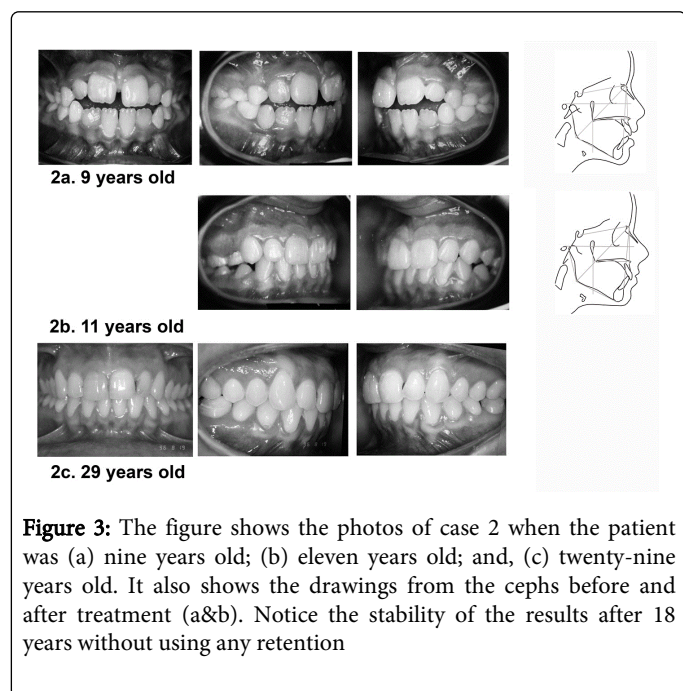 2a. 9 years old
2b. 11 years old
2c. 29 years old
Figure 3: The figure shows the photos of case 2 when the patient
was (a) nine years old; (b) eleven years old; and, (c) twenty-nine
years old. It also shows the drawings from the cephs before and
after treatment (a&b). Notice the stability of the results after 18
years without using any retention